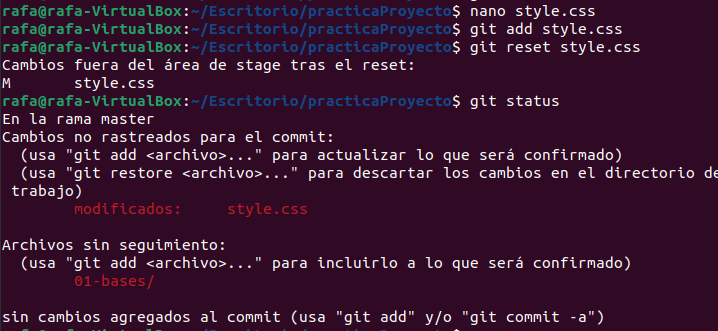 rafa@rafa-VirtualBox:~/Escritorio/practicaProyecto$ nano style.css
rafa@rafa-VirtualBox:~/Escritorio/practicaProyecto$ git add style.css
rafa@rafa-VirtualBox:~/Escritorio/practicaProyecto$ git reset style.css
Cambios fuera del área de stage tras el reset:
M       style.css
rafa@rafa-VirtualBox:~/Escritorio/practicaProyecto$ git status
En la rama master
Cambios no rastreados para el commit:
  (usa "git add <archivo>..." para actualizar lo que será confirmado)
  (usa "git restore <archivo>..." para descartar los cambios en el directorio de
 trabajo)
        modificados:     style.css

Archivos sin seguimiento:
  (usa "git add <archivo>..." para incluirlo a lo que será confirmado)
        01-bases/

sin cambios agregados al commit (usa "git add" y/o "git commit -a")